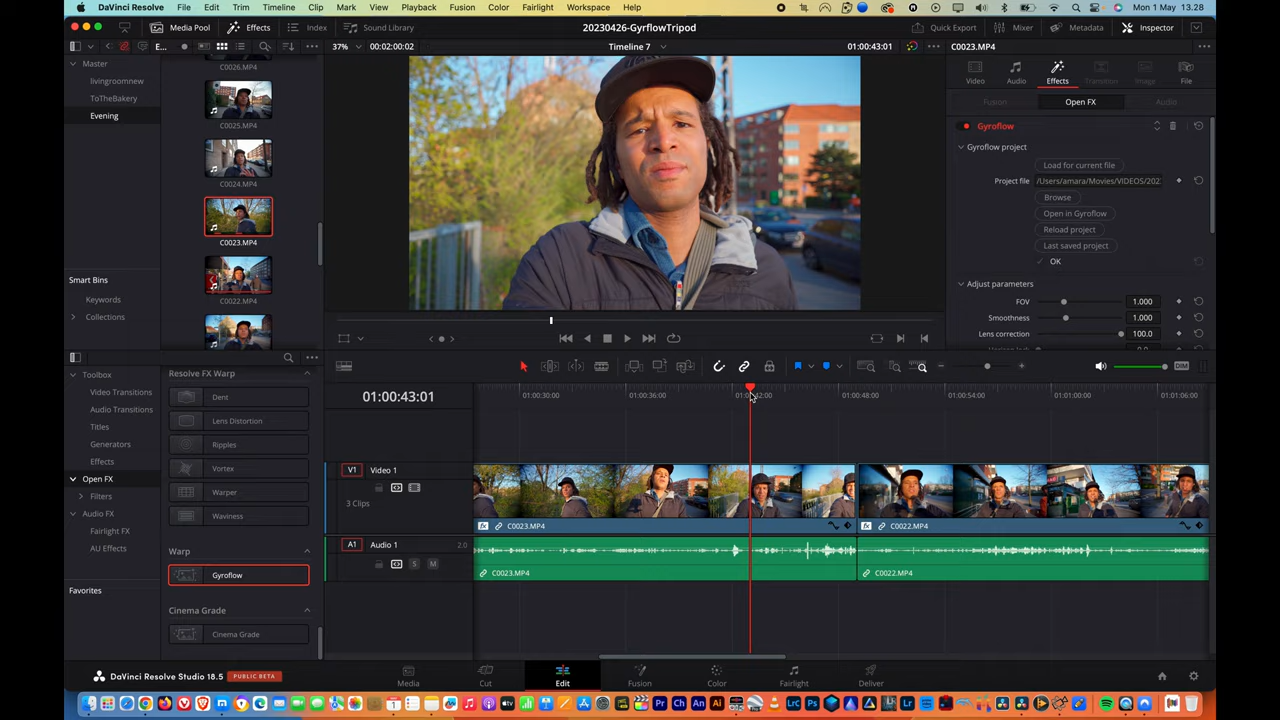 DaVinci Resolve File Edit Trim Timeline Clip Mark View Playback Fusion Color Fairlight Workspace Help Mon 1 May 13.28
Media Pool Effects Index Sound Library 20230426-GyrflowTripod Quick Export Mixer Metadata Inspector
E... 37% 00:02:00:02 Timeline 7 01:00:43:01 C0023.MP4
Master
livingroomnew
ToTheBakery
Evening
C0026.MP4
C0025.MP4
C0024.MP4
C0023.MP4
C0022.MP4
Smart Bins
Keywords
Collections
Video Audio Effects Transition Image File
Fusion Open FX Audio
Gyroflow
Gyroflow project
Load for current file
Project file /Users/amara/Movies/VIDEOS/202
Browse
Open in Gyroflow
Reload project
Last saved project
OK
Adjust parameters
FOV 1.000
Smoothness 1.000
Lens correction 100.0
DIM
Toolbox
Video Transitions
Audio Transitions
Titles
Generators
Effects
Open FX
Filters
Audio FX
Fairlight FX
AU Effects
Favorites
Resolve FX Warp
Dent
Lens Distortion
Ripples
Vortex
Warper
Waviness
Warp
Gyroflow
Cinema Grade
Cinema Grade
01:00:43:01
01:00:30:00 01:00:36:00 01:00:48:00 01:00:54:00 01:01:00:00 01:01:06:00
V1 Video 1
3 Clips
C0023.MP4 C0022.MP4
A1 Audio 1 2.0
S M
C0023.MP4 C0022.MP4
DaVinci Resolve Studio 18.5 PUBLIC BETA
Media Cut Edit Fusion Color Fairlight Deliver